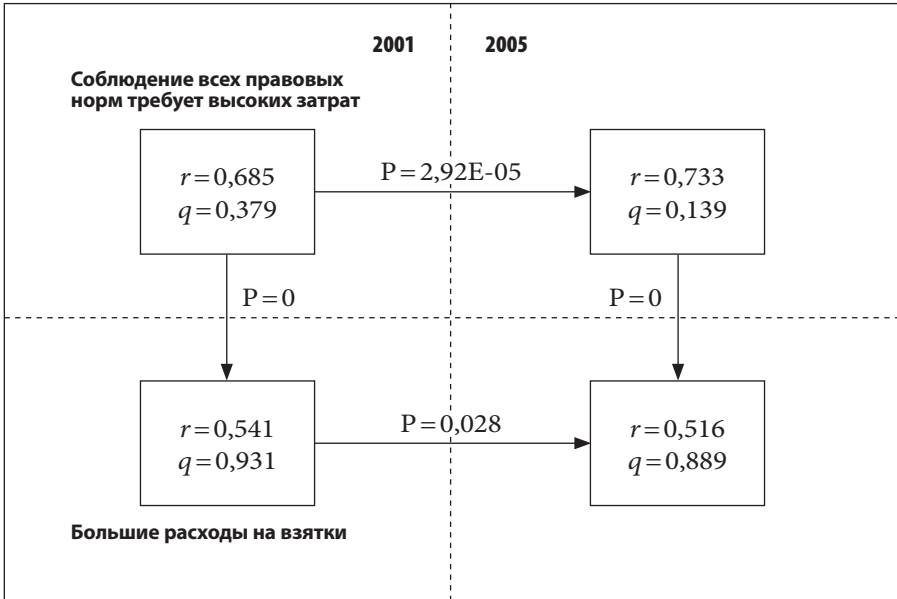 2001 2005
Соблюдение всех правовых
норм требует высоких затрат
r=0,685
q=0,379
P=2,92E-05
r=0,733
q=0,139
P=0
P=0
r=0,541
q=0,931
P=0,028
r=0,516
q=0,889
Большие расходы на взятки